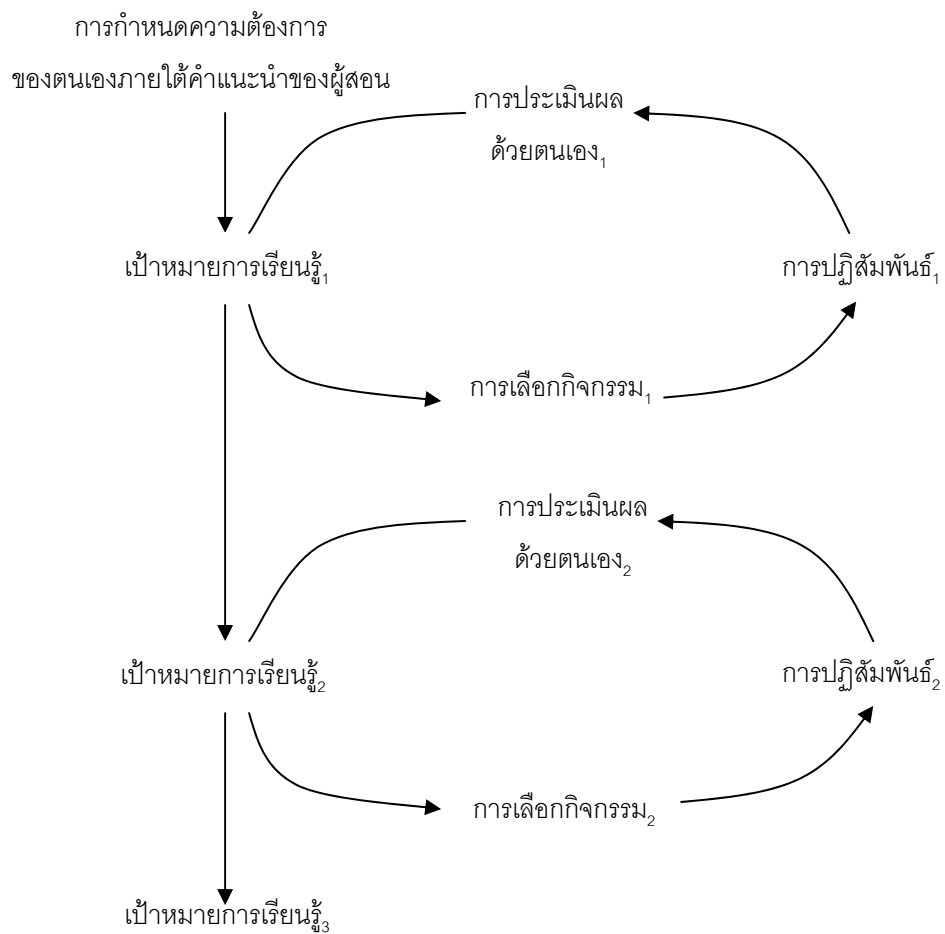 การกำหนดความต้องการ
ของตนเองภายใต้คำแนะนำของผู้สอน
การประเมินผล
ด้วยตนเอง₁
เป้าหมายการเรียนรู้₁
การปฏิสัมพันธ์₁
การเลือกกิจกรรม₁
การประเมินผล
ด้วยตนเอง₂
เป้าหมายการเรียนรู้₂
การปฏิสัมพันธ์₂
การเลือกกิจกรรม₂
เป้าหมายการเรียนรู้₃